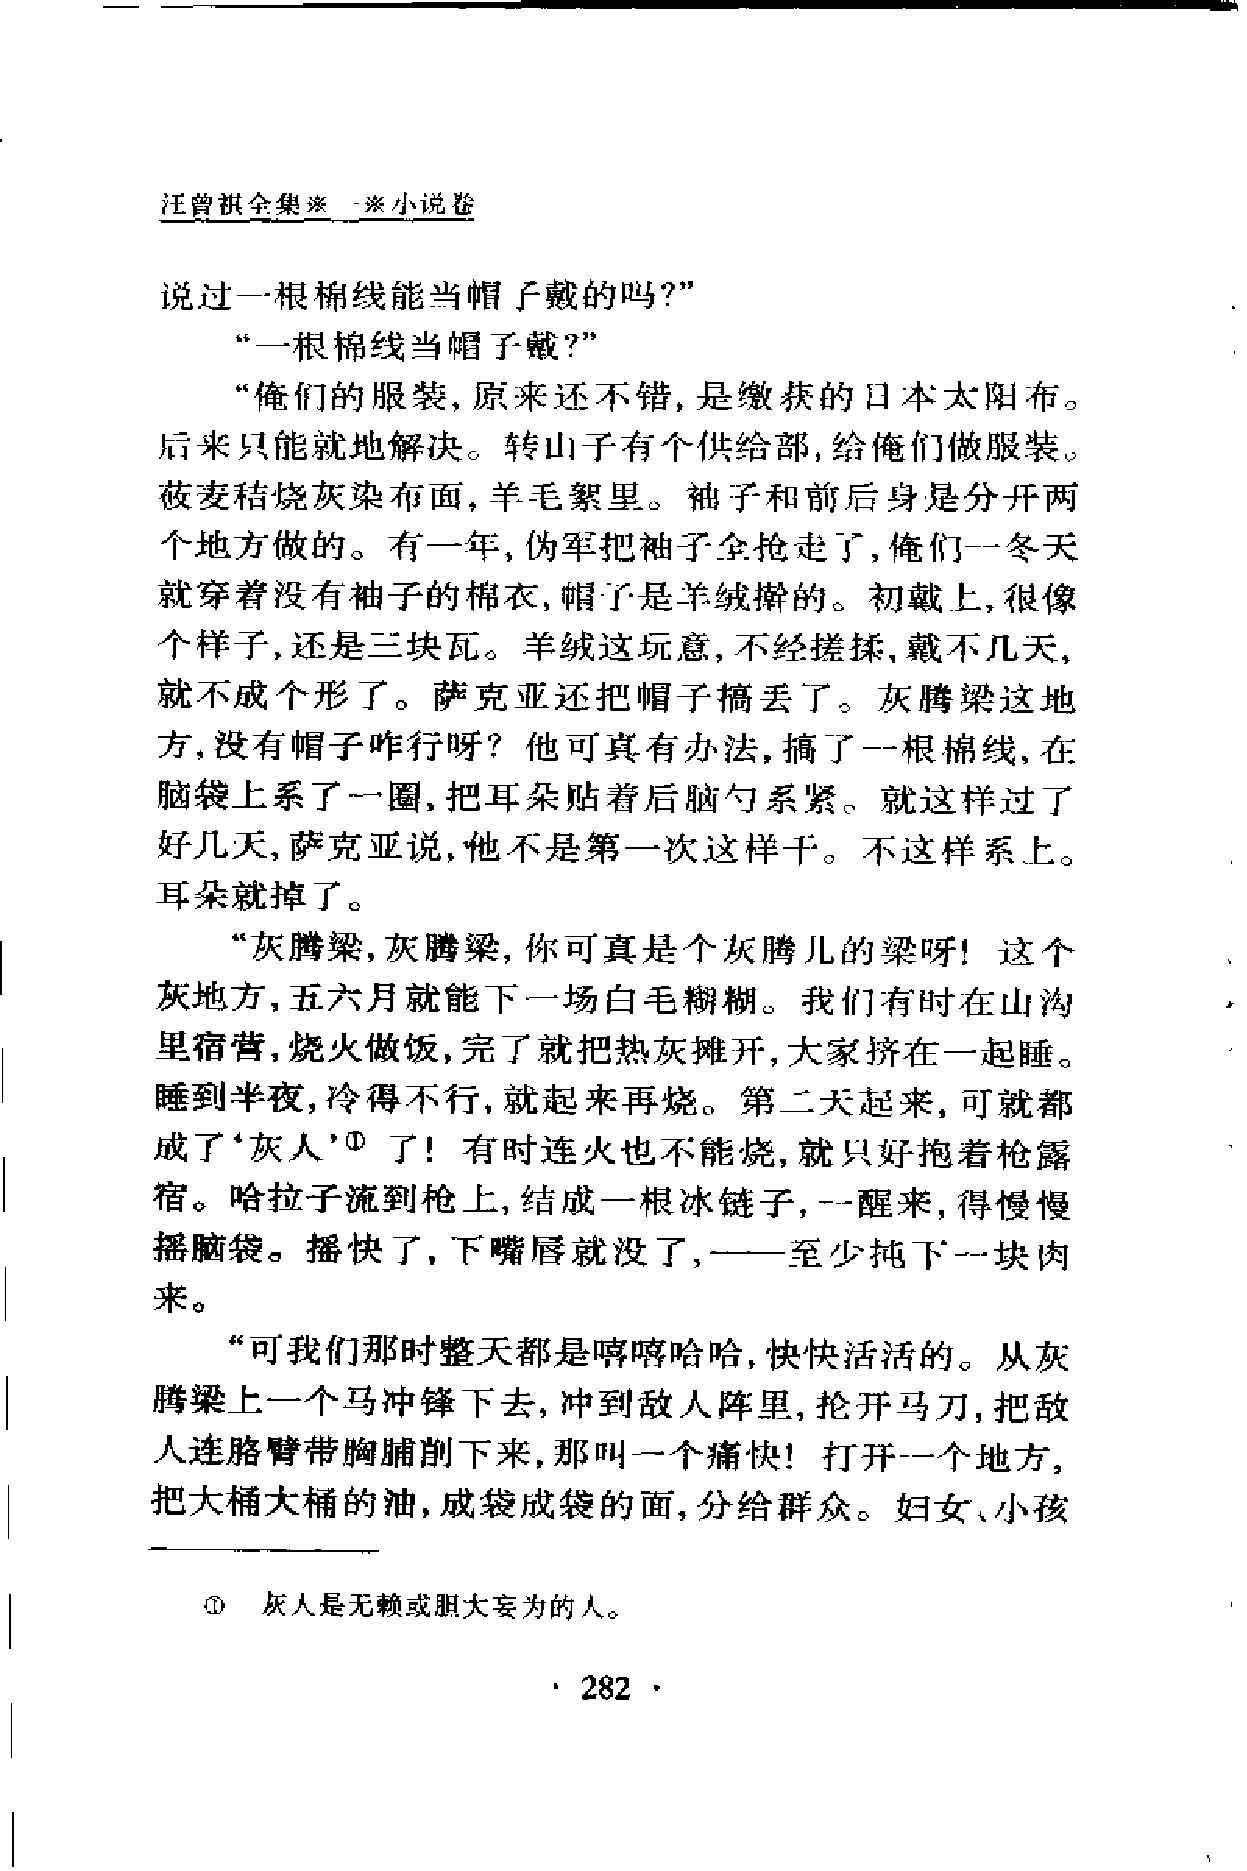 汪曾祺全集※一※小说卷
说过一根棉线能当帽子戴的吗?”
“一根棉线当帽子戴?”
“俺们的服装,原来还不错,是缴获的日本太阳布。
后来只能就地解决。转山子有个供给部,给俺们做服装。
莜麦秸烧灰染布面,羊毛絮里。袖子和前后身是分开两
个地方做的。有一年,伪军把袖子全抢走了,俺们一冬天
就穿着没有袖子的棉衣,帽子是羊绒擀的。初戴上,很像
个样子,还是三块瓦。羊绒这玩意,不经搓揉,戴不几天,
就不成个形了。萨克亚还把帽子搞丢了。灰腾梁这地
方,没有帽子咋行呀?他可真有办法,搞了一根棉线,在
脑袋上系了一圈,把耳朵贴着后脑勺系紧。就这样过了
好几天,萨克亚说,他不是第一次这样干。不这样系上。
耳朵就掉了。
“灰腾梁,灰腾梁,你可真是个灰腾儿的梁呀!这个
灰地方,五六月就能下一场白毛糊糊。我们有时在山沟
里宿营,烧火做饭,完了就把热灰摊开,大家挤在一起睡。
睡到半夜,冷得不行,就起来再烧。第二天起来,可就都
成了‘灰人’①了!有时连火也不能烧,就只好抱着枪露
宿。哈拉子流到枪上,结成一根冰链子,一醒来,得慢慢
摇脑袋。摇快了,下嘴唇就没了,——至少扽下一块肉
来。
“可我们那时整天都是嘻嘻哈哈,快快活活的。从灰
腾梁上一个马冲锋下去,冲到敌人阵里,抡开马刀,把敌
人连胳臂带胸脯削下来,那叫一个痛快!打开一个地方,
把大桶大桶的油,成袋成袋的面,分给群众。妇女、小孩
① 灰人是无赖或胆大妄为的人。
· 282 ·